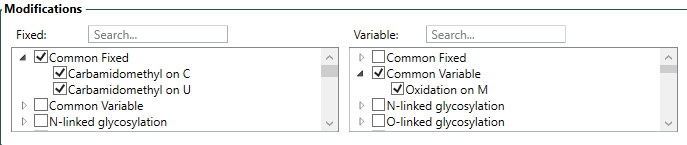 Modifications
Fixed: Search...
Common Fixed
Carbamidomethyl on C
Carbamidomethyl on U
Common Variable
N-linked glycosylation
Variable: Search...
Common Fixed
Common Variable
Oxidation on M
N-linked glycosylation
O-linked glycosylation